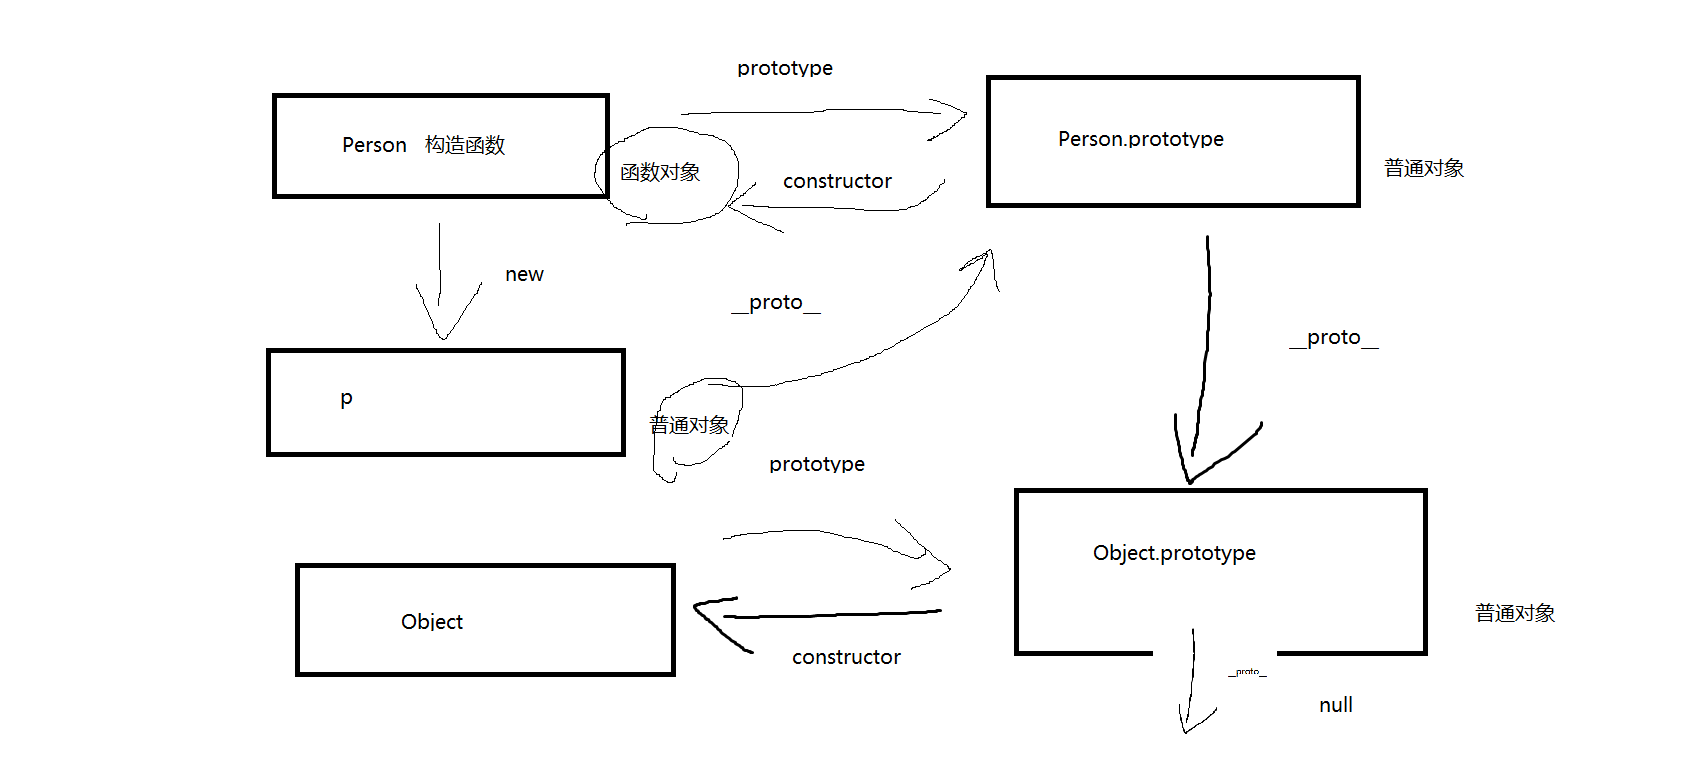 prototype
Person 构造函数
Person.prototype
函数对象
constructor
普通对象
new
__proto__
__proto__
p
普通对象
prototype
Object.prototype
Object
普通对象
constructor
__proto__
null